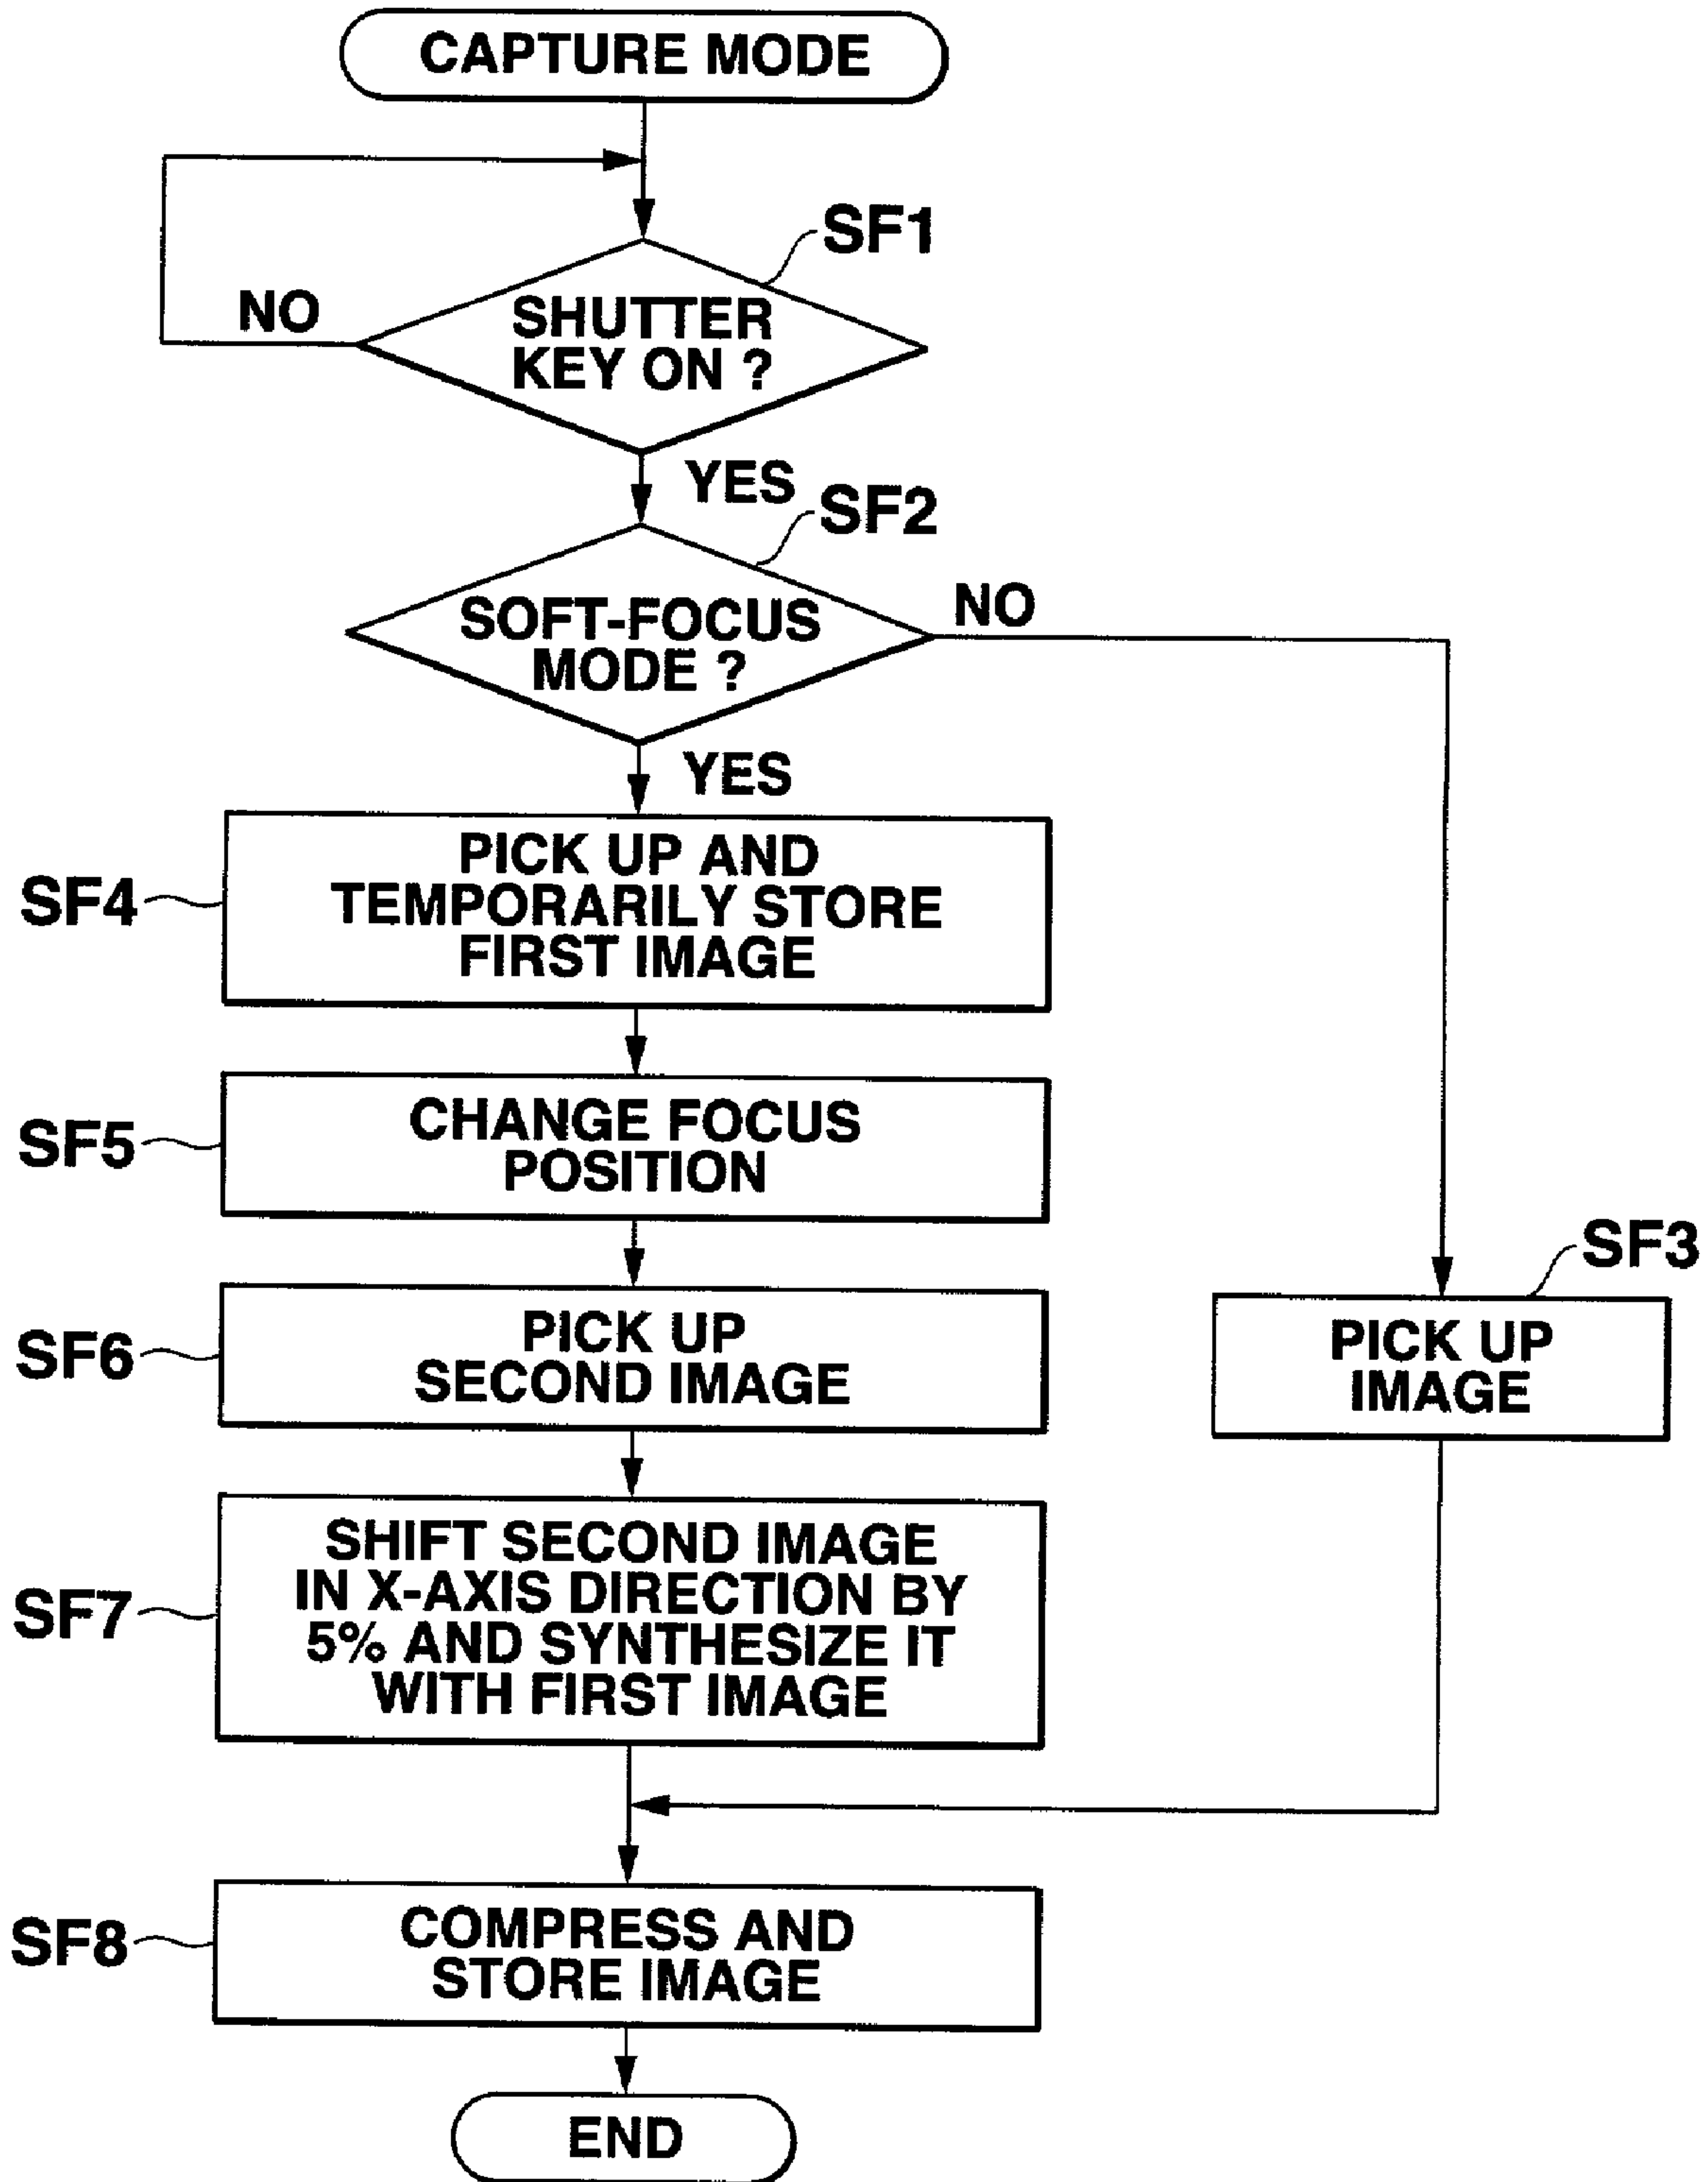 CAPTURE MODE
SF1
NO
SHUTTER
KEY ON ?
YES
SF2
SOFT-FOCUS
MODE ?
NO
YES
SF4
PICK UP AND
TEMPORARILY STORE
FIRST IMAGE
SF5
CHANGE FOCUS
POSITION
SF3
SF6
PICK UP
SECOND IMAGE
PICK UP
IMAGE
SF7
SHIFT SECOND IMAGE
IN X-AXIS DIRECTION BY
5% AND SYNTHESIZE IT
WITH FIRST IMAGE
SF8
COMPRESS AND
STORE IMAGE
END